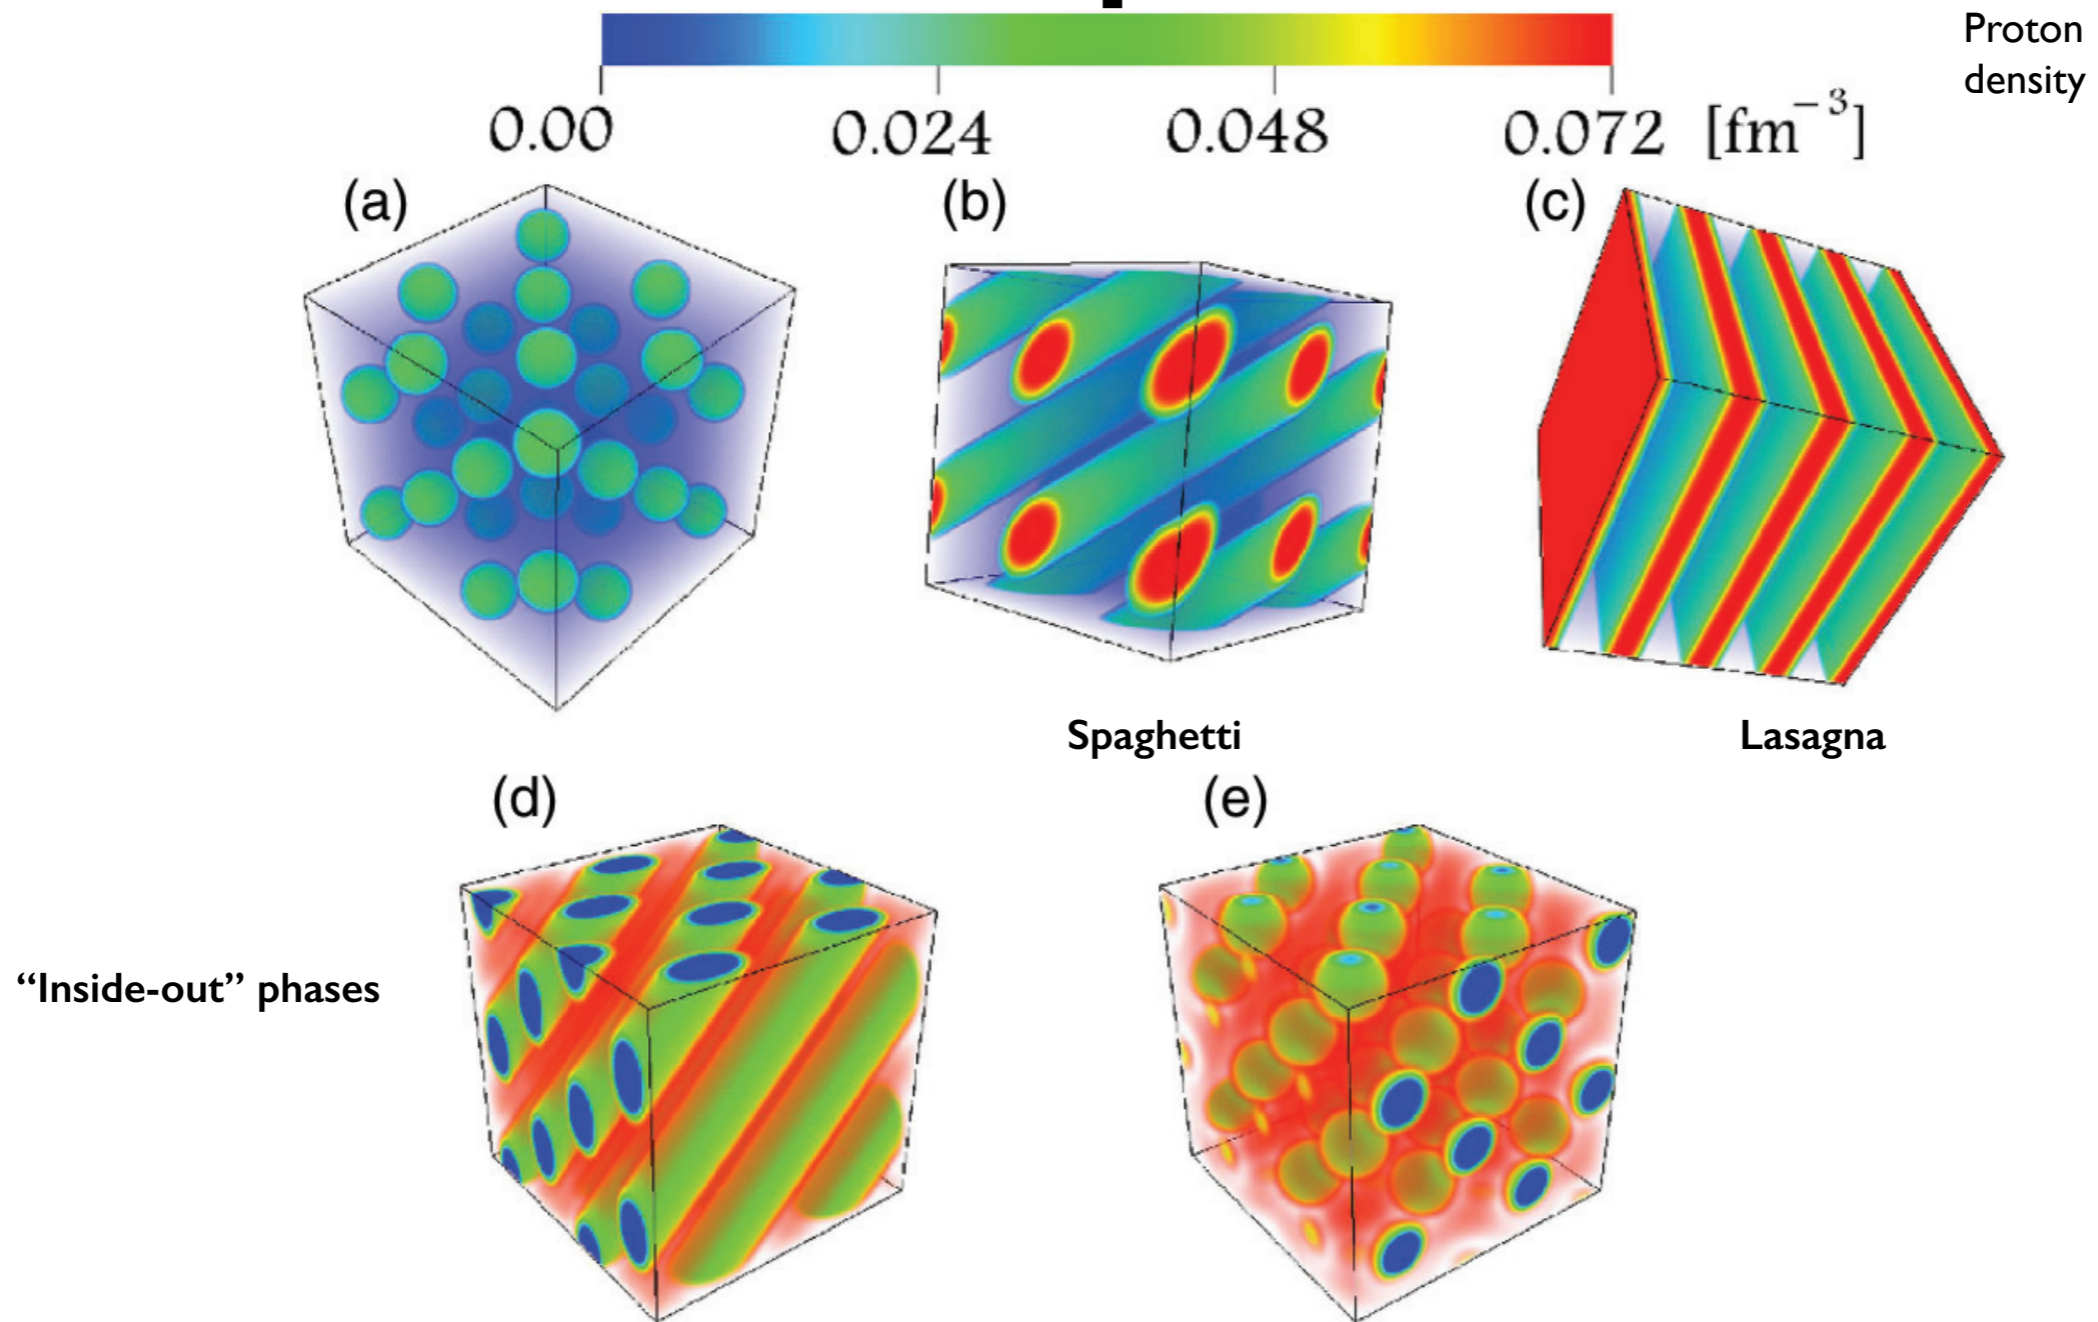 Proton
density
0.00 0.024 0.048 0.072 [fm⁻³]
(a) (b) (c)
Spaghetti Lasagna
(d) (e)
“Inside-out” phases